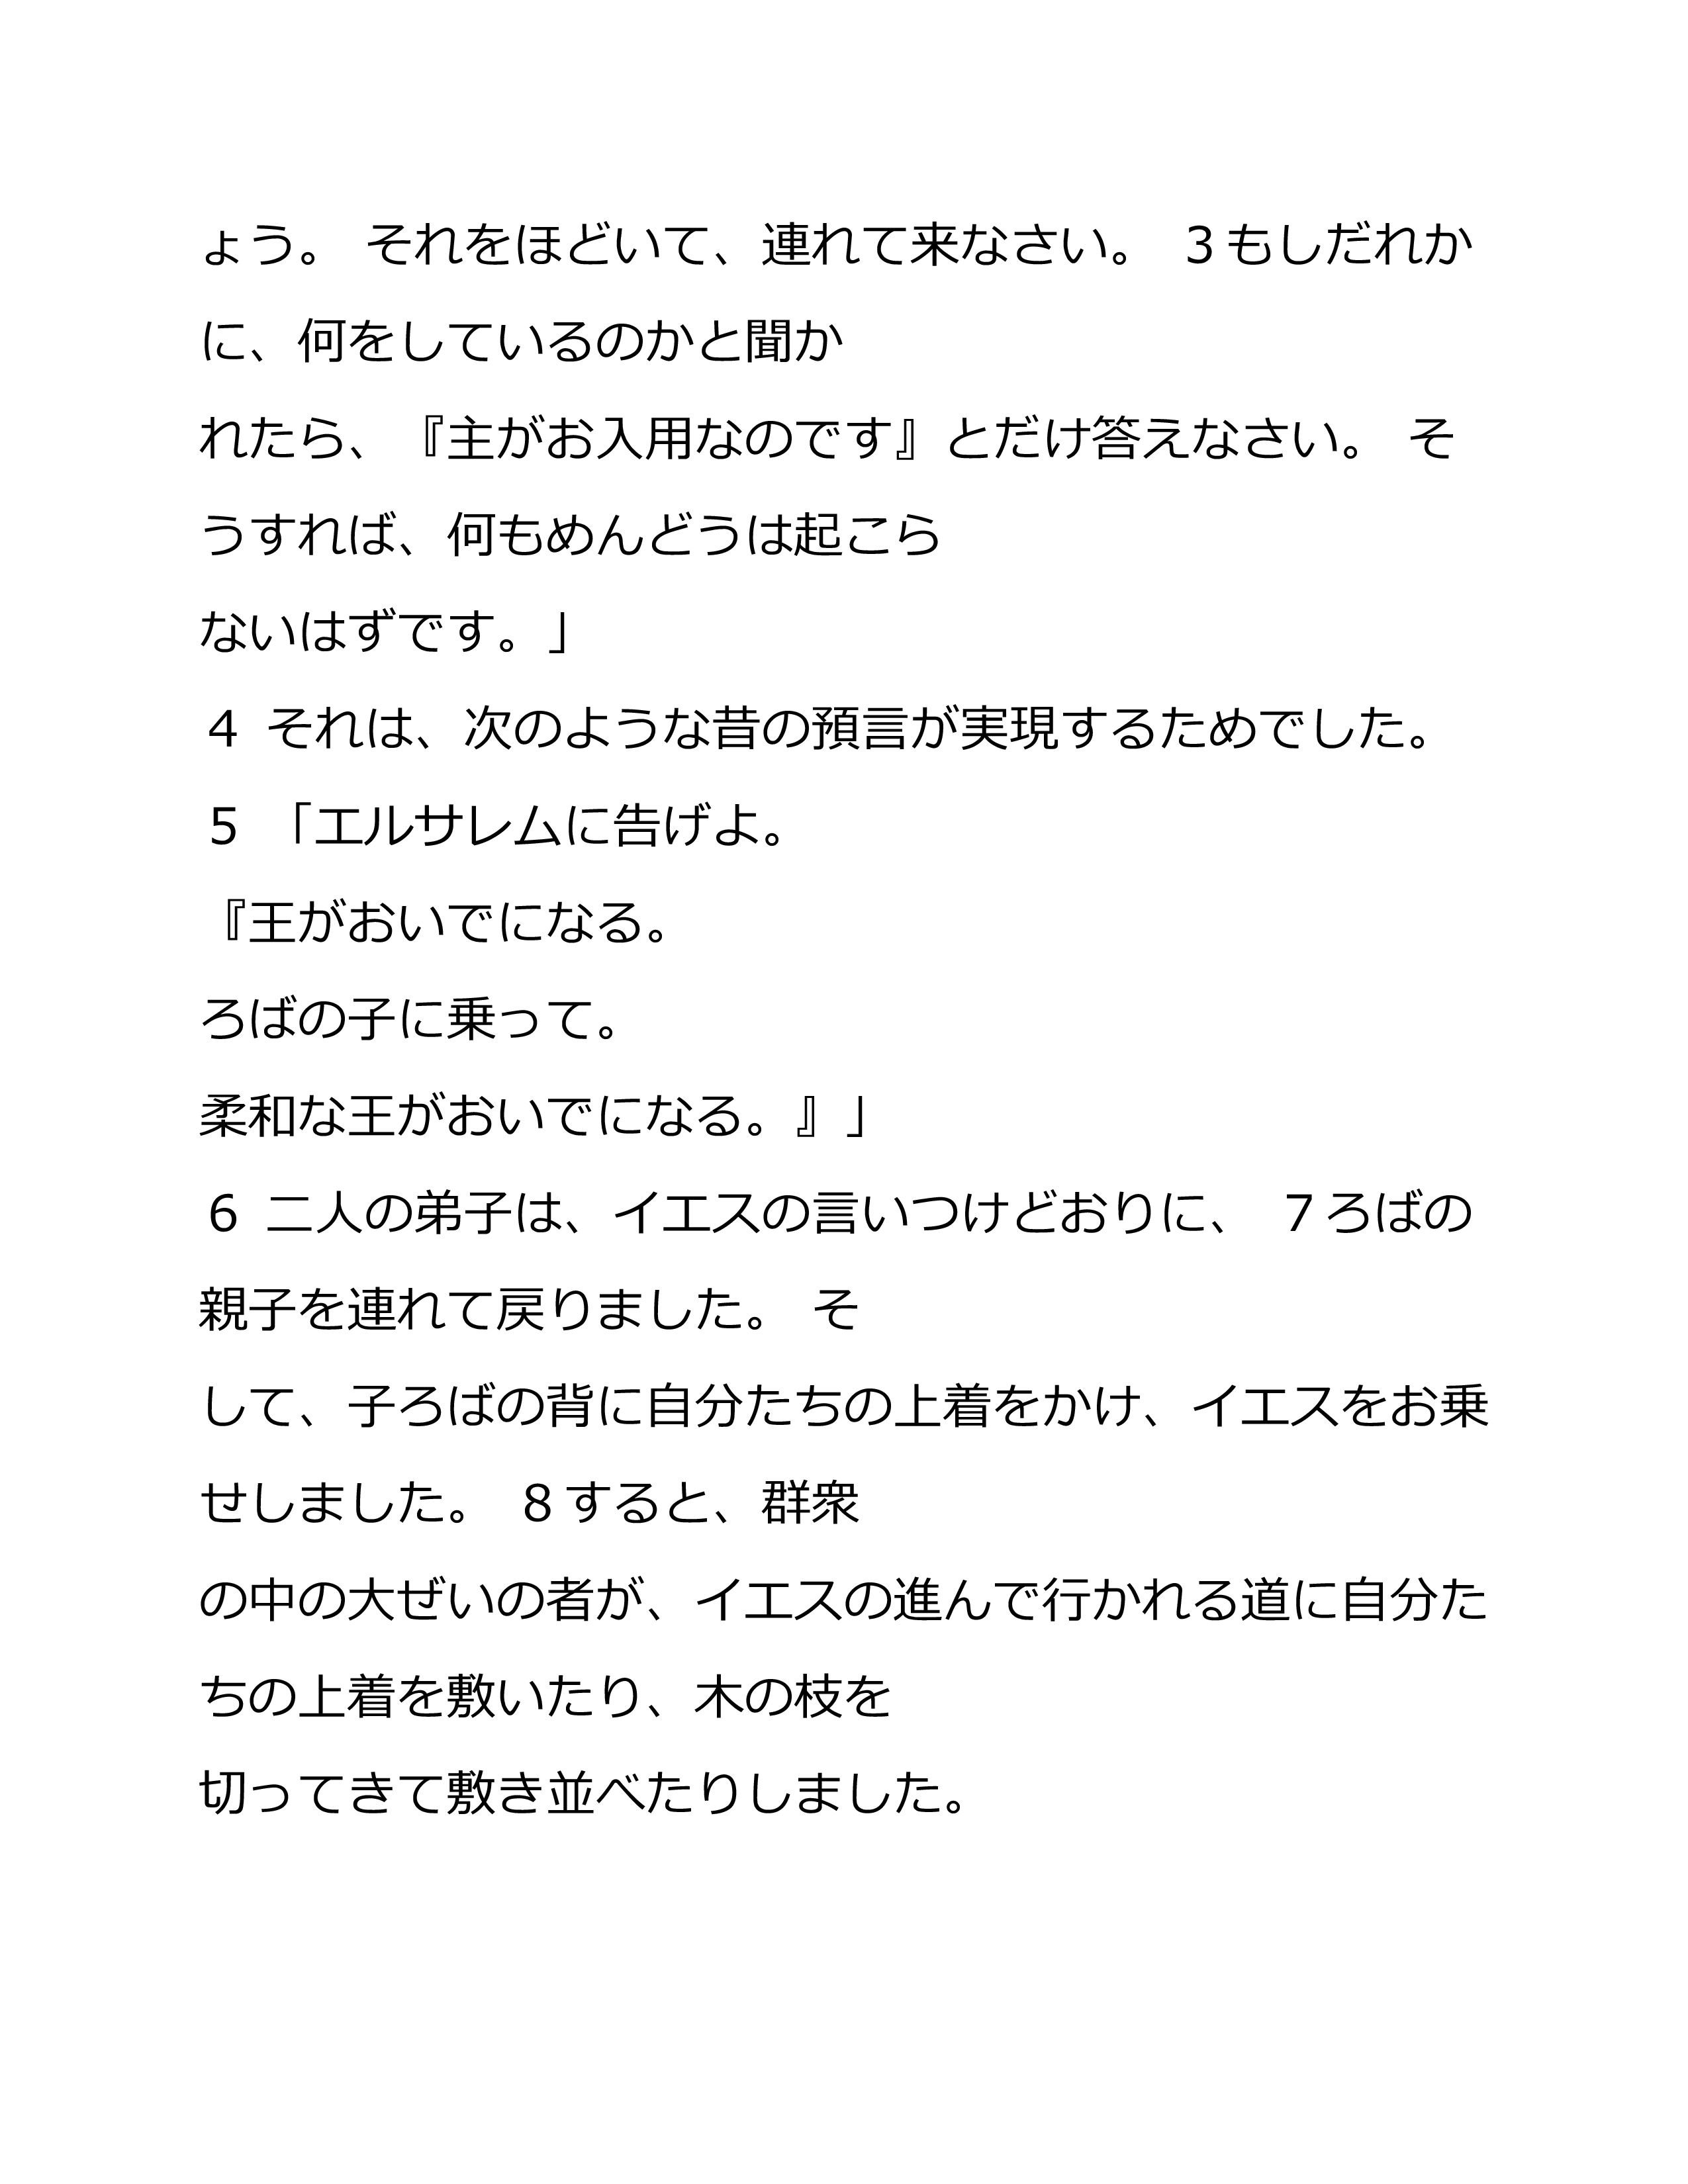 ょう。 それをほどいて、連れて来なさい。 3もしだれか
に、何をしているのかと聞か
れたら、『主がお入用なのです』とだけ答えなさい。 そ
うすれば、何もめんどうは起こら
ないはずです。」
4 それは、次のような昔の預言が実現するためでした。
5 「エルサレムに告げよ。
『王がおいでになる。
ろばの子に乗って。
柔和な王がおいでになる。』」
6 二人の弟子は、イエスの言いつけどおりに、 7ろばの
親子を連れて戻りました。 そ
して、子ろばの背に自分たちの上着をかけ、イエスをお乗
せしました。 8すると、群衆
の中の大ぜいの者が、イエスの進んで行かれる道に自分た
ちの上着を敷いたり、木の枝を
切ってきて敷き並べたりしました。